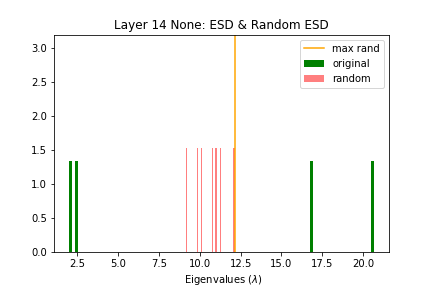 Layer 14 None: ESD & Random ESD
max rand
original
random
3.0
2.5
2.0
1.5
1.0
0.5
0.0
2.5 5.0 7.5 10.0 12.5 15.0 17.5 20.0
Eigenvalues (λ)